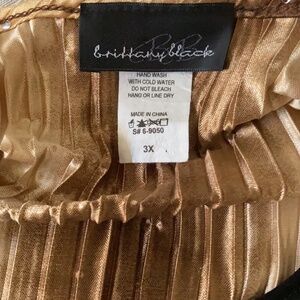 brittany black
HAND WASH
WITH COLD WATER
DO NOT BLEACH
HANG OR LINE DRY
MADE IN CHINA
S# 6-9050
3X